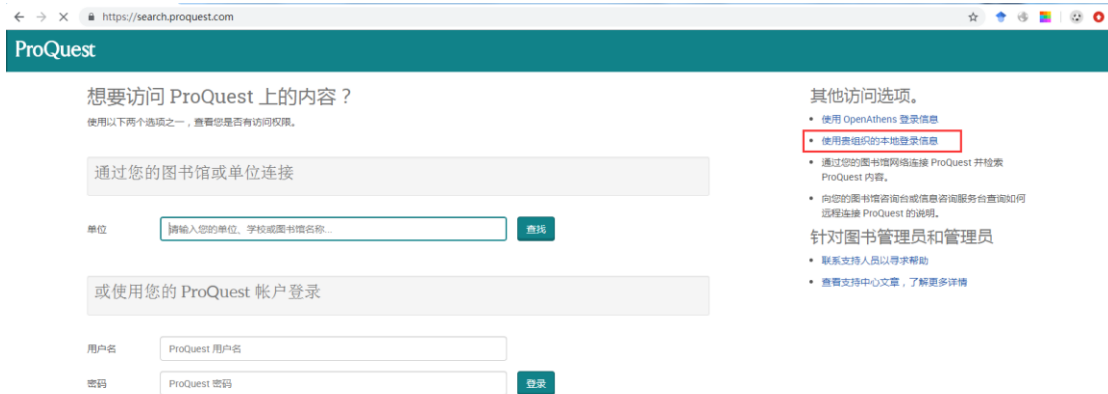 https://search.proquest.com
ProQuest
想要访问 ProQuest 上的内容？
使用以下两个选项之一，查看您是否有访问权限。
通过您的图书馆或单位连接
单位
请输入您的单位、学校或图书馆名称...
查找
或使用您的 ProQuest 帐户登录
用户名
ProQuest 用户名
密码
ProQuest 密码
登录
其他访问选项。
使用 OpenAthens 登录信息
使用贵组织的本地登录信息
通过您的图书馆网络连接 ProQuest 并检索
ProQuest 内容。
向您的图书馆咨询台或信息咨询服务台查询如何
远程连接 ProQuest 的说明。
针对图书管理员和管理员
联系支持人员以寻求帮助
查看支持中心文章，了解更多详情